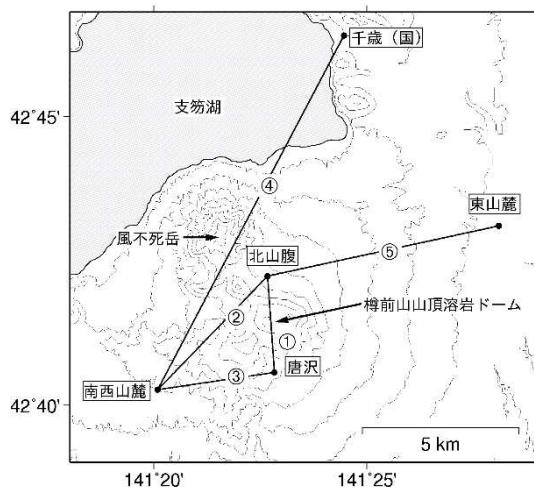 千歳（国）
42˚45'
支笏湖
④
東山麓
風不死岳
北山腹
⑤
②
樽前山山頂溶岩ドーム
①
③
唐沢
南西山麓
42˚40'
5 km
141˚20'
141˚25'